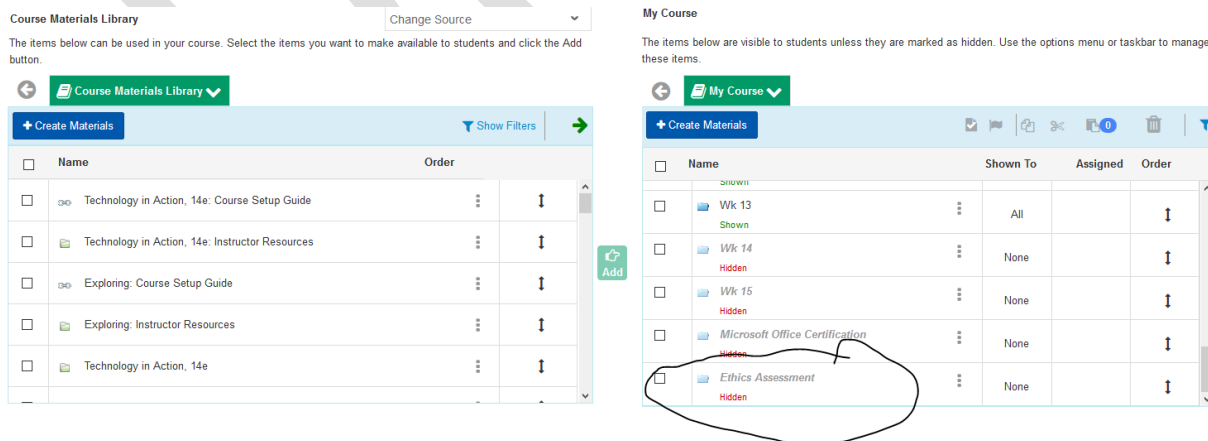 Course Materials Library
Change Source
The items below can be used in your course. Select the items you want to make available to students and click the Add
button.
Course Materials Library
+ Create Materials
Show Filters
Name
Order
Technology in Action, 14e: Course Setup Guide
Technology in Action, 14e: Instructor Resources
Exploring: Course Setup Guide
Exploring: Instructor Resources
Technology in Action, 14e
Add
My Course
The items below are visible to students unless they are marked as hidden. Use the options menu or taskbar to manage
these items.
My Course
+ Create Materials
0
Name
Shown To
Assigned
Order
Shown
Wk 13
All
Shown
Wk 14
None
Hidden
Wk 15
None
Hidden
Microsoft Office Certification
None
Hidden
Ethics Assessment
None
Hidden